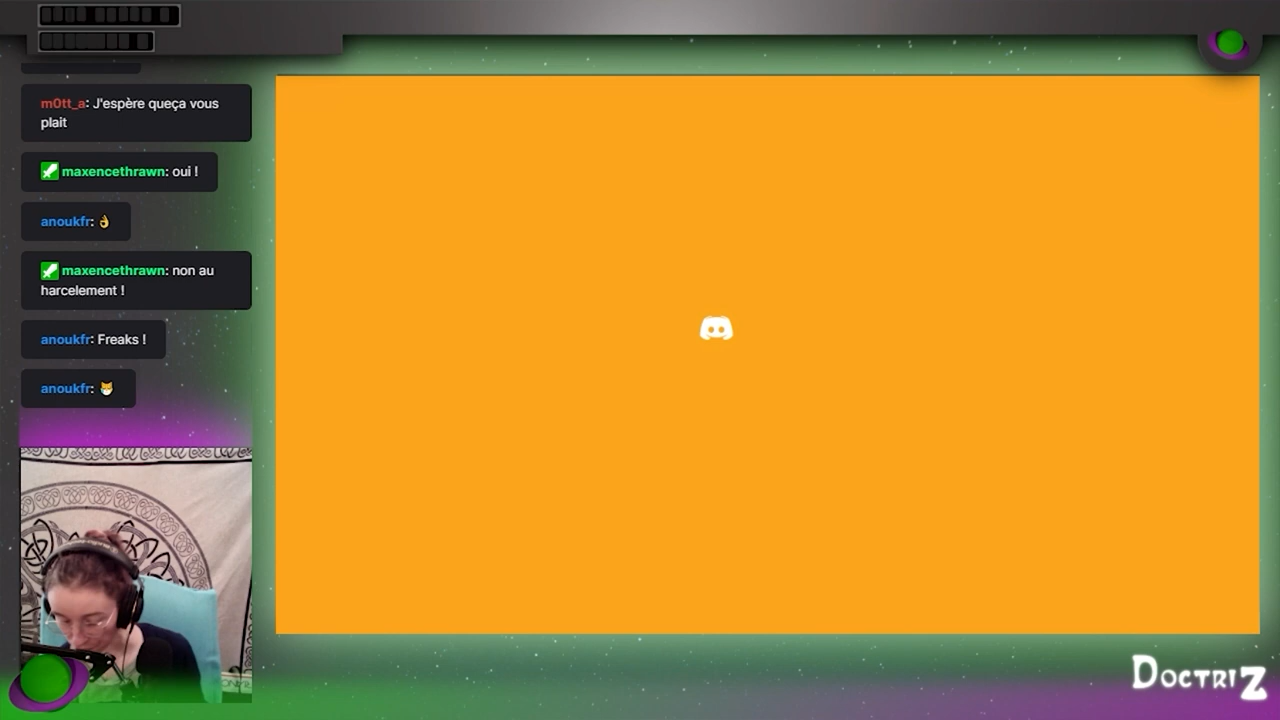 m0tt_a: J'espère queça vous
plait
maxencethrawn: oui !
anoukfr: 👌
maxencethrawn: non au
harcelement !
anoukfr: Freaks !
anoukfr: 🐱
DOCTRIZ